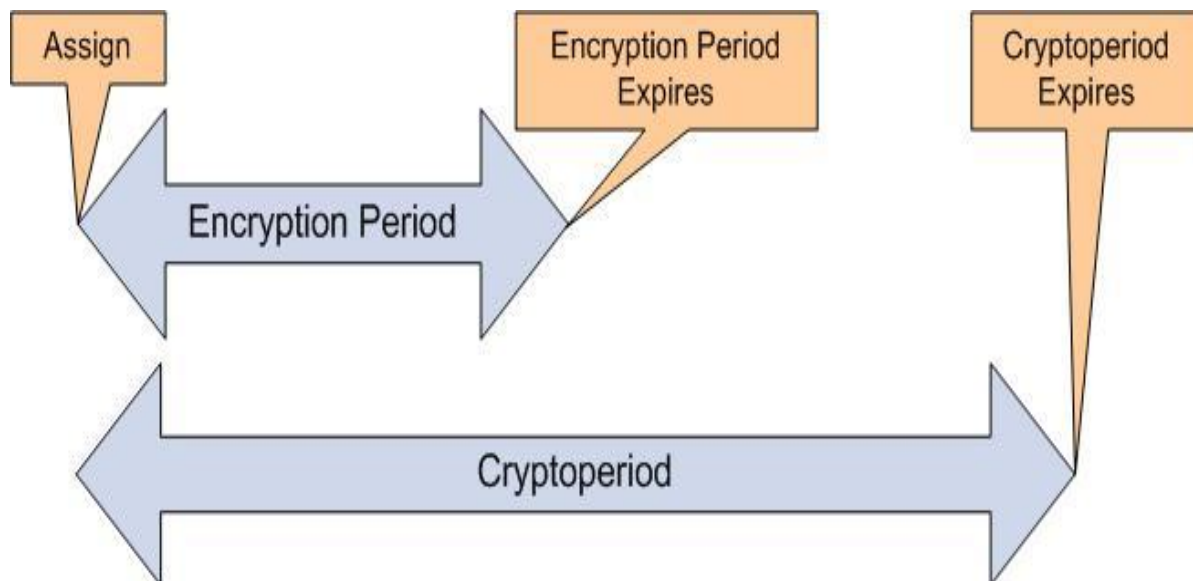 Assign
Encryption Period
Expires
Cryptoperiod
Expires
Encryption Period
Cryptoperiod